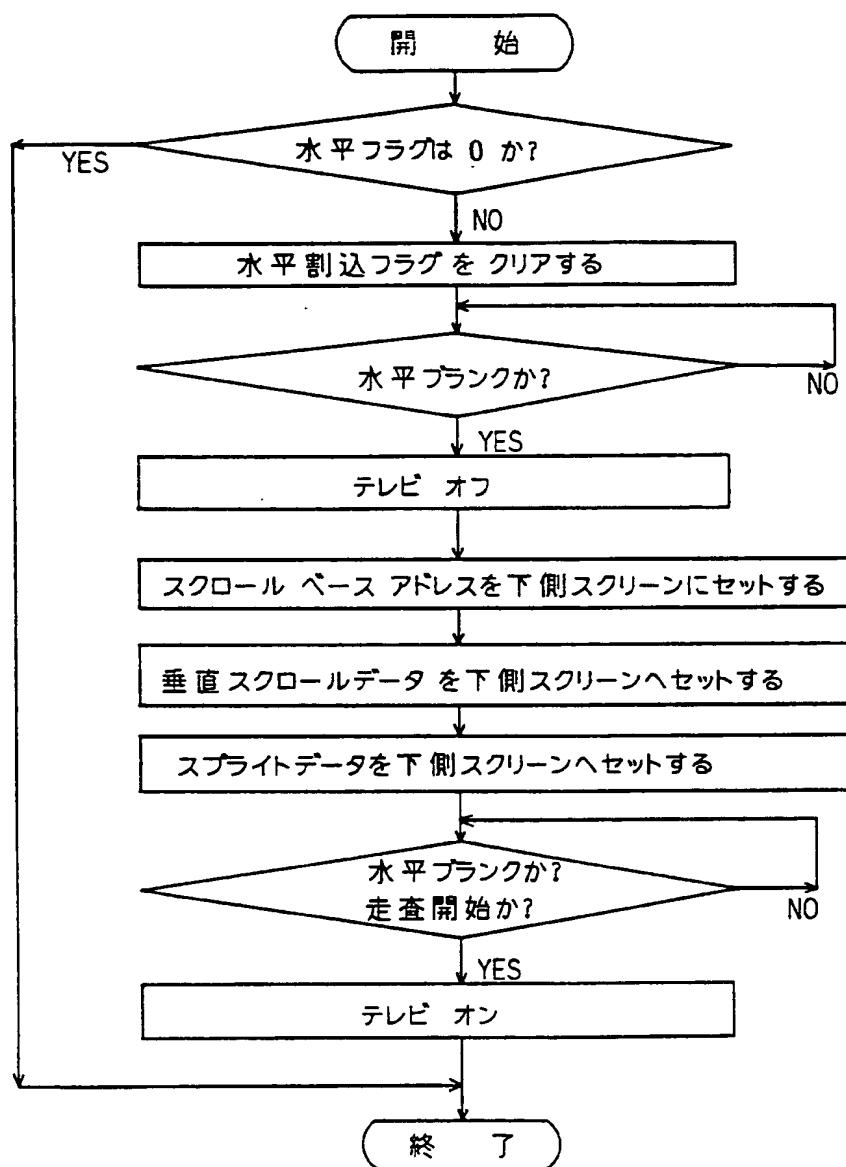 開 始
水平フラグは 0 か?
YES
NO
水平割込フラグを クリアする
水平ブランクか?
NO
YES
テレビ オフ
スクロール ベース アドレスを下側スクリーンにセットする
垂直スクロールデータ を下側スクリーンへセットする
スプライトデータを下側スクリーンへセットする
水平ブランクか?
走査開始か?
NO
YES
テレビ オン
終 了